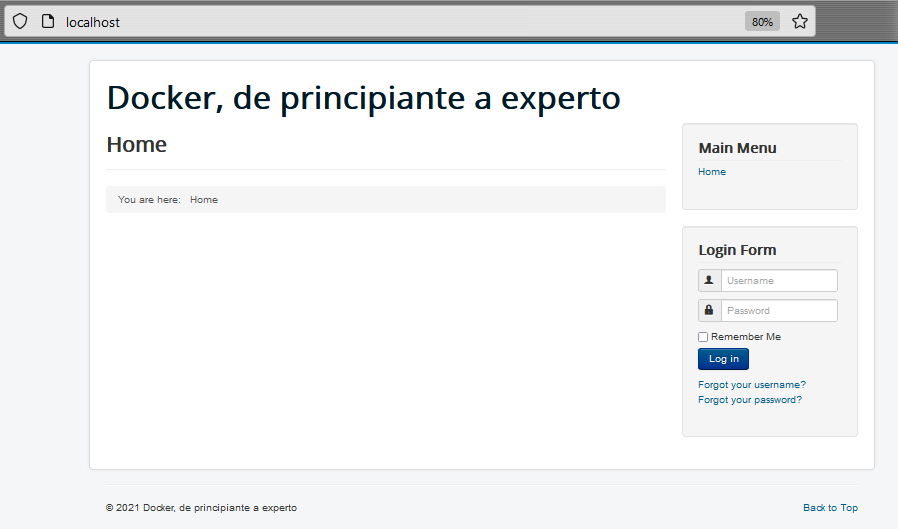 localhost
80%
Docker, de principiante a experto
Home
You are here: Home
Main Menu
Home
Login Form
Username
Password
Remember Me
Log in
Forgot your username?
Forgot your password?
© 2021 Docker, de principiante a experto
Back to Top